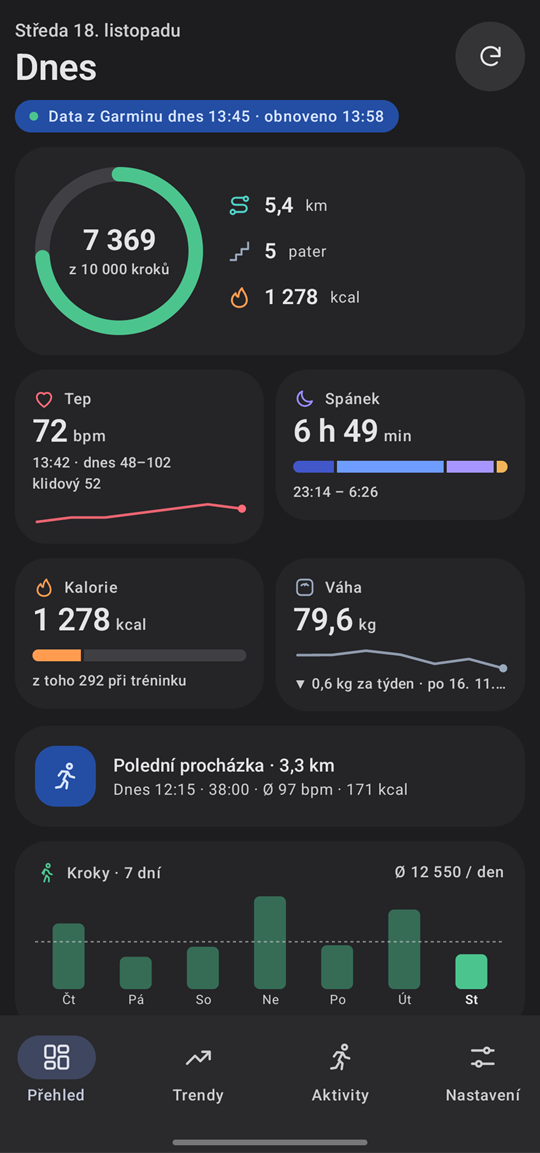 Středa 18. listopadu
Dnes
Data z Garminu dnes 13:45 · obnoveno 13:58
7 369
z 10 000 kroků
5,4 km
5 pater
1 278 kcal
Tep
72 bpm
13:42 · dnes 48–102
klidový 52
Spánek
6 h 49 min
23:14 – 6:26
Kalorie
1 278 kcal
z toho 292 při tréninku
Váha
79,6 kg
▼ 0,6 kg za týden · po 16. 11.…
Polední procházka · 3,3 km
Dnes 12:15 · 38:00 · Ø 97 bpm · 171 kcal
Kroky · 7 dní
Ø 12 550 / den
Čt Pá So Ne Po Út St
Přehled Trendy Aktivity Nastavení